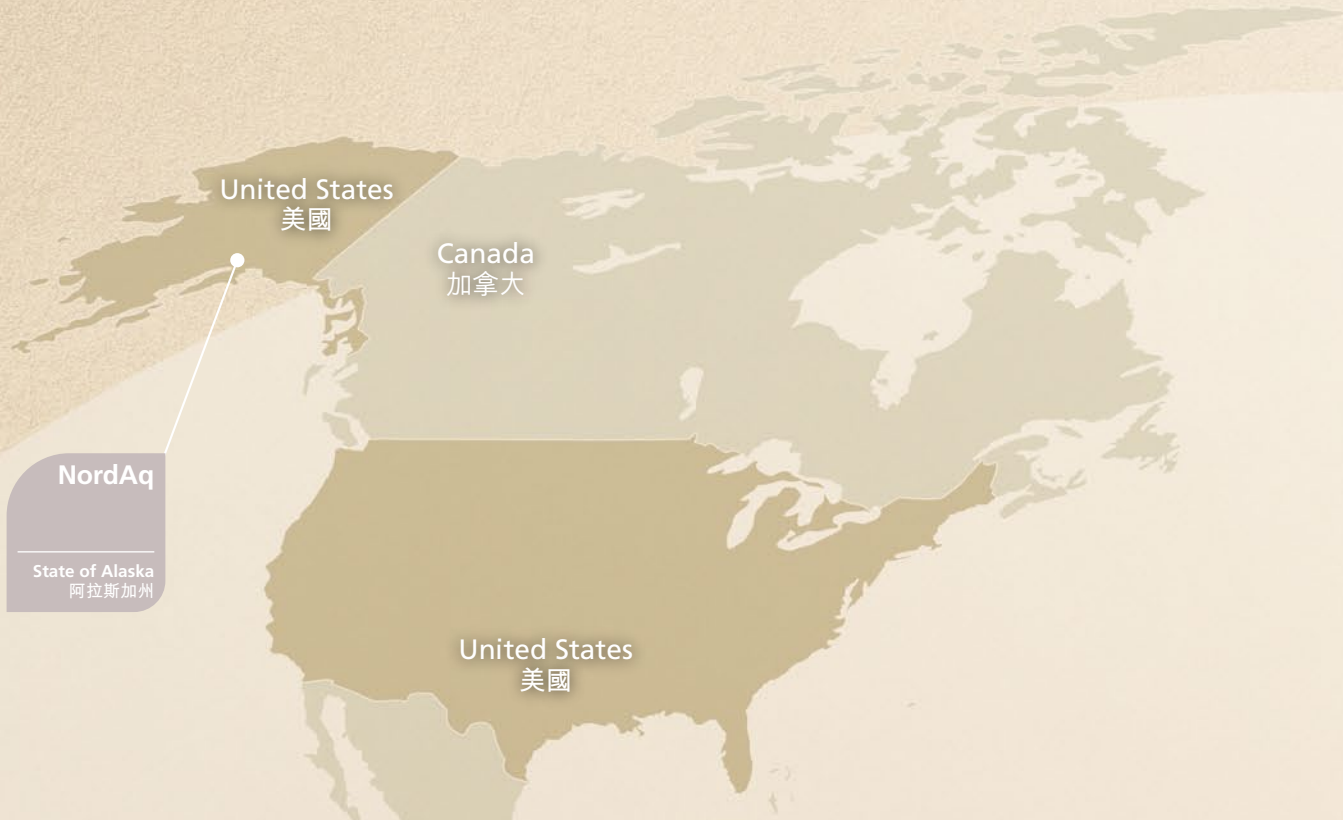 United States
美國
Canada
加拿大
NordAq
State of Alaska
阿拉斯加州
United States
美國